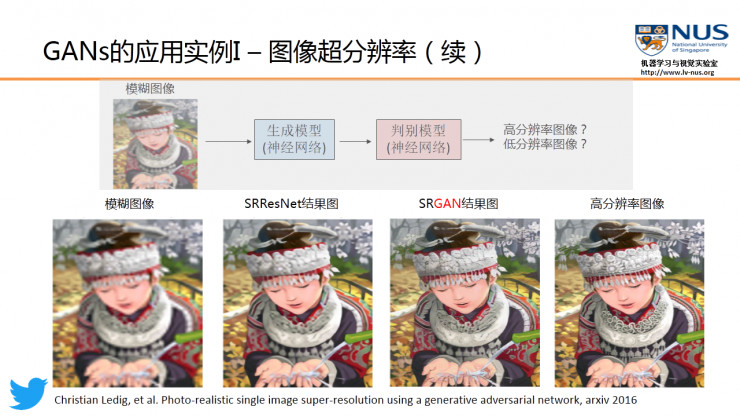 GANs的应用实例I – 图像超分辨率（续）
NUS
National University
of Singapore
机器学习与视觉实验室
http://www.lv-nus.org
模糊图像
生成模型
(神经网络)
判别模型
(神经网络)
高分辨率图像？
低分辨率图像？
模糊图像
SRResNet结果图
SRGAN结果图
高分辨率图像
Christian Ledig, et al. Photo-realistic single image super-resolution using a generative adversarial network, arxiv 2016